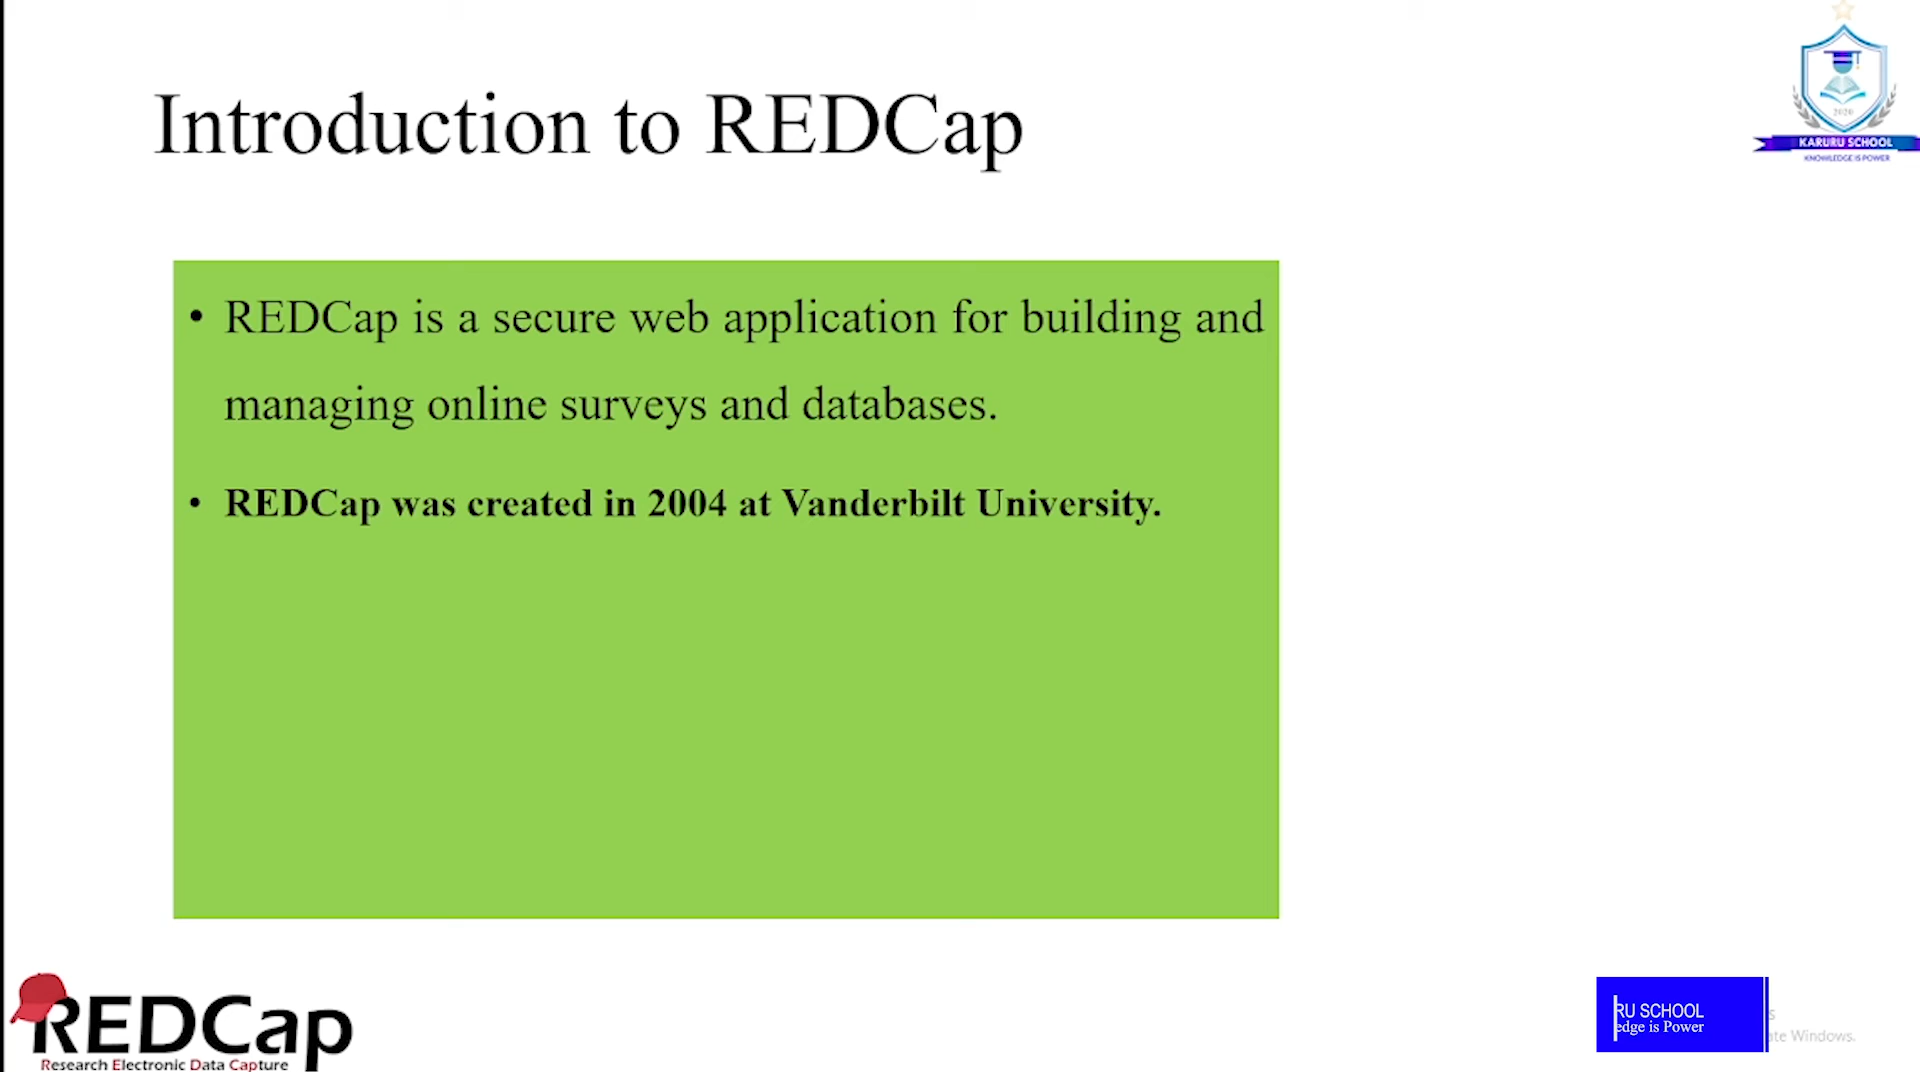 Introduction to REDCap
2020
KARURU SCHOOL
KNOWLEDGE IS POWER
• REDCap is a secure web application for building and
managing online surveys and databases.
• REDCap was created in 2004 at Vanderbilt University.
REDCap
Research Electronic Data Capture
RU SCHOOL
edge is Power
s
ate Windows.